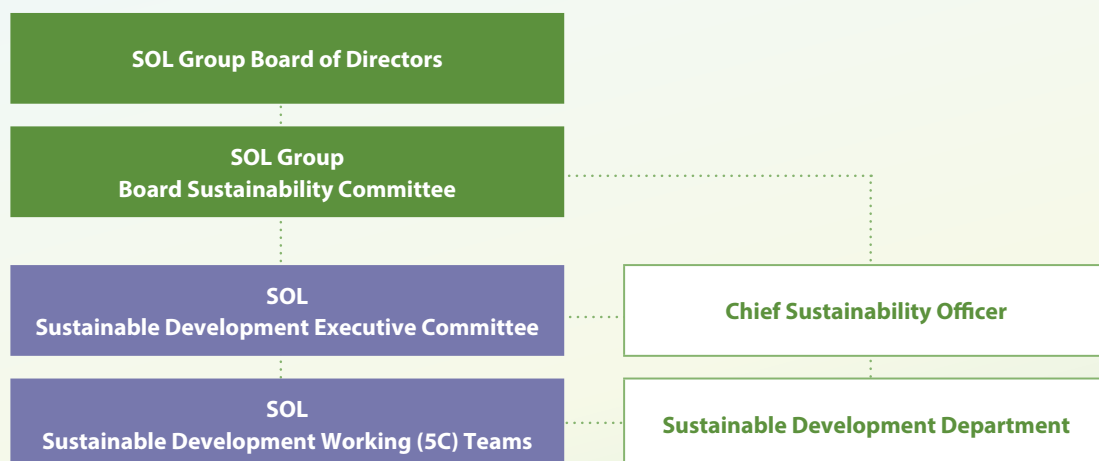 SOL Group Board of Directors
SOL Group
Board Sustainability Committee
SOL
Sustainable Development Executive Committee
Chief Sustainability Officer
SOL
Sustainable Development Working (5C) Teams
Sustainable Development Department